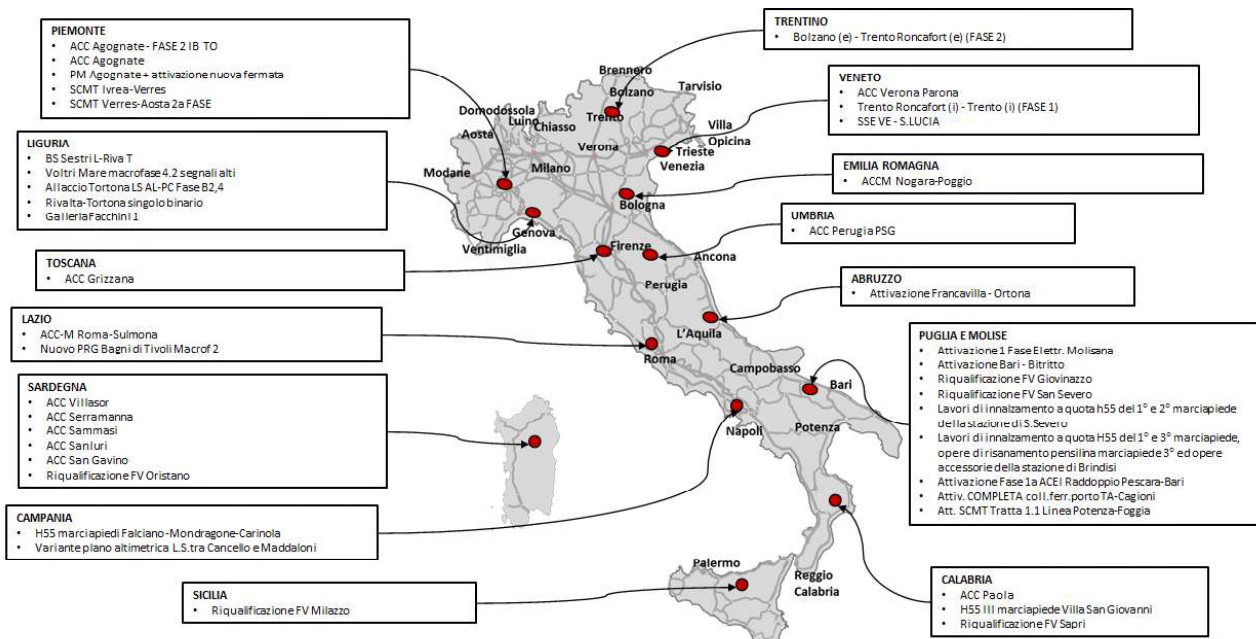 PIEMONTE
• ACC Agognate - FASE 2 IB TO
• ACC Agognate
• PM Agognate + attivazione nuova fermata
• SCMT Ivrea-Verres
• SCMT Verres-Aosta 2a FASE
LIGURIA
• BS Sestri L-Riva T
• Voltri Mare macrofase 4.2 segnali alti
• Allaccio Tortona LS AL-PC Fase B2,4
• Rivalta-Tortona singolo binario
• Galleria Facchini 1
TOSCANA
• ACC Grizzana
LAZIO
• ACC-M Roma-Sulmona
• Nuovo PRG Bagni di Tivoli Macrof 2
SARDEGNA
• ACC Villasor
• ACC Serramanna
• ACC Sammasi
• ACC Sanluri
• ACC San Gavino
• Riqualificazione FV Oristano
CAMPANIA
• H55 marciapiedi Falciano-Mondragone-Carinola
• Variante plano altimetrica L.S.tra Cancello e Maddaloni
SICILIA
• Riqualificazione FV Milazzo
Brennero
Bolzano
Tarvisio
Domodossola
Luino
Chiasso
Trento
Aosta
Villa
Opicina
Verona
Trieste
Venezia
Modane
Milano
Bologna
Genova
Ventimiglia
Firenze
Ancona
Perugia
L'Aquila
Roma
Campobasso
Bari
Napoli
Potenza
Palermo
Reggio
Calabria
TRENTINO
• Bolzano (e) - Trento Roncafort (e) (FASE 2)
VENETO
• ACC Verona Parona
• Trento Roncafort (i) - Trento (i) (FASE 1)
• SSE VE - S.LUCIA
EMILIA ROMAGNA
• ACCM Nogara-Poggio
UMBRIA
• ACC Perugia PSG
ABRUZZO
• Attivazione Francavilla - Ortona
PUGLIA E MOLISE
• Attivazione 1 Fase Elettr. Molisana
• Attivazione Bari - Bitritto
• Riqualificazione FV Giovinazzo
• Riqualificazione FV San Severo
• Lavori di innalzamento a quota h55 del 1° e 2° marciapiede
della stazione di S.Severo
• Lavori di innalzamento a quota H55 del 1° e 3° marciapiede,
opere di risanamento pensilina marciapiede 3° ed opere
accessorie della stazione di Brindisi
• Attivazione Fase 1a ACEI Raddoppio Pescara-Bari
• Attiv. COMPLETA coll.ferr.porto TA-Cagioni
• Att. SCMT Tratta 1.1 Linea Potenza-Foggia
CALABRIA
• ACC Paola
• H55 III marciapiede Villa San Giovanni
• Riqualificazione FV Sapri